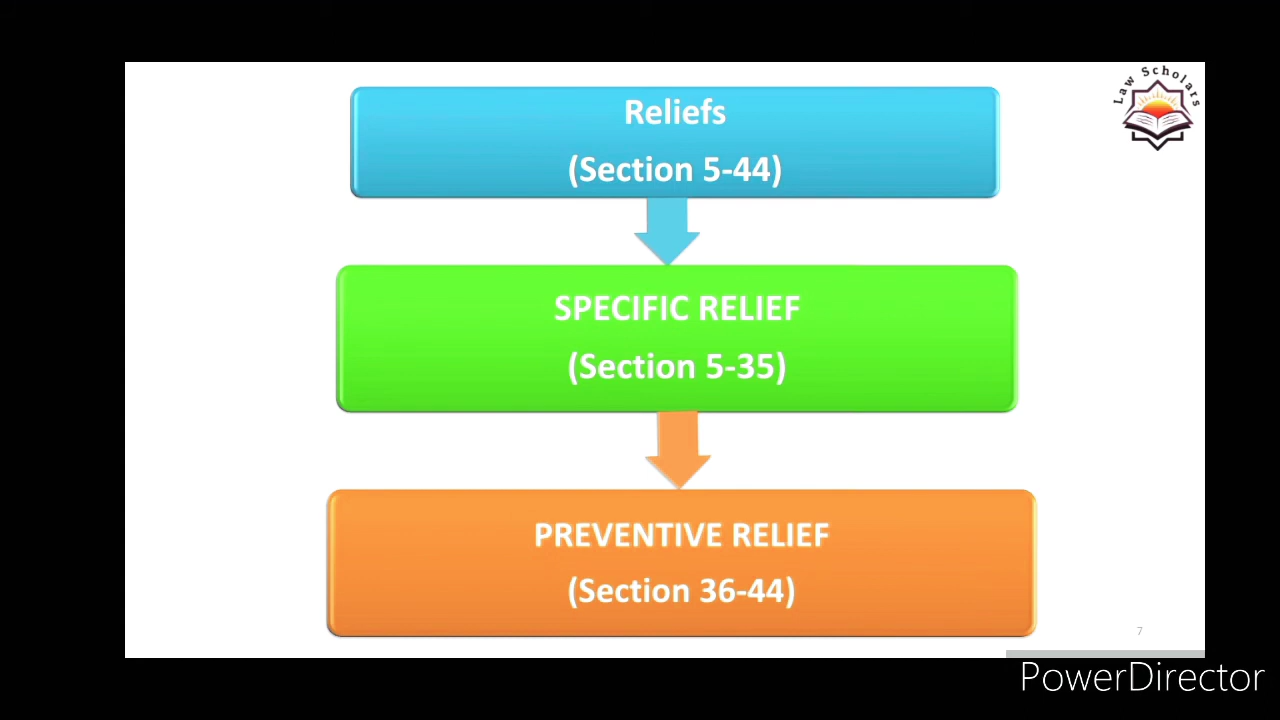 Law Scholars
Reliefs
(Section 5-44)
SPECIFIC RELIEF
(Section 5-35)
PREVENTIVE RELIEF
(Section 36-44)
7
PowerDirector